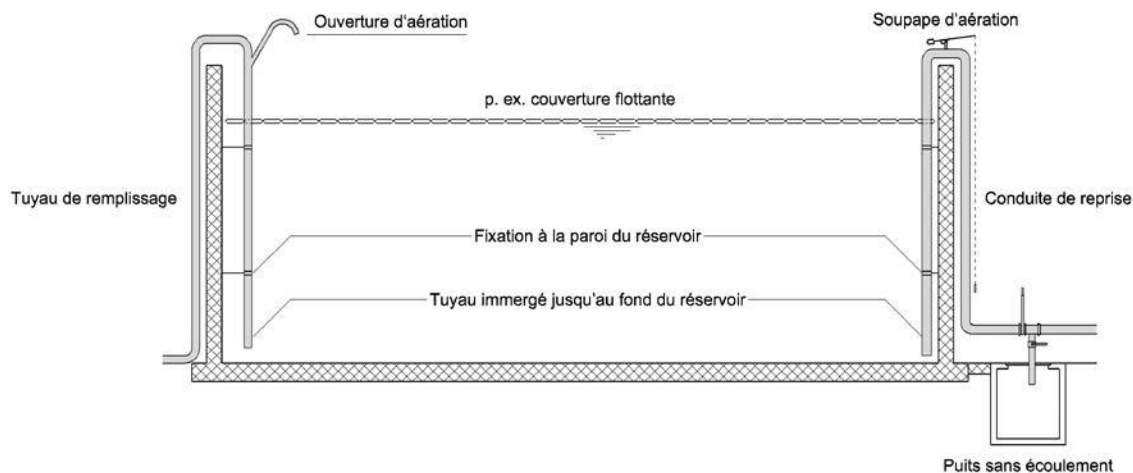 Ouverture d'aération
Soupape d'aération
p. ex. couverture flottante
Tuyau de remplissage
Conduite de reprise
Fixation à la paroi du réservoir
Tuyau immergé jusqu'au fond du réservoir
Puits sans écoulement